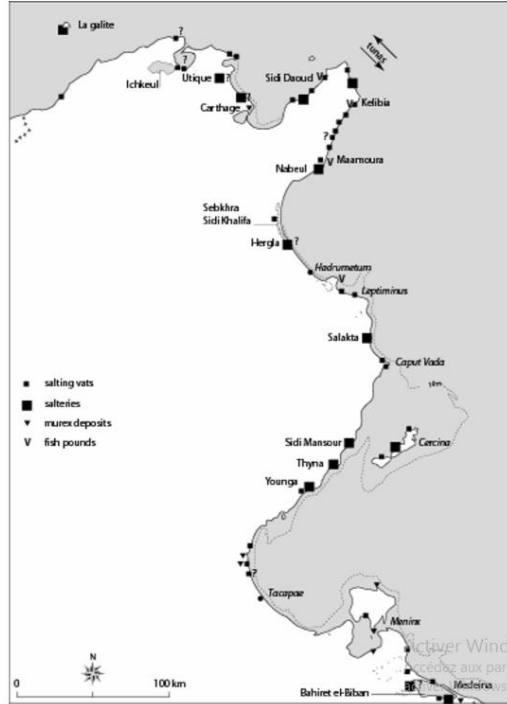 La galite
?
?
tunas
Ichkeul
Utique
?
Sidi Daoud
V
Carthage
?
V
Kelibia
?
V
Maamoura
Nabeul
Sebkhra
Sidi Khalifa
Hergla
?
Hadrumetum
V
Leptiminus
Salakta
Caput Vada
salting vats
salteries
murex deposits
V
fish pounds
Sidi Mansour
Cercina
Thyna
Younga
?
Tacapae
Meninx
N
0
100 km
Bahiret el-Biban
?
Medeina